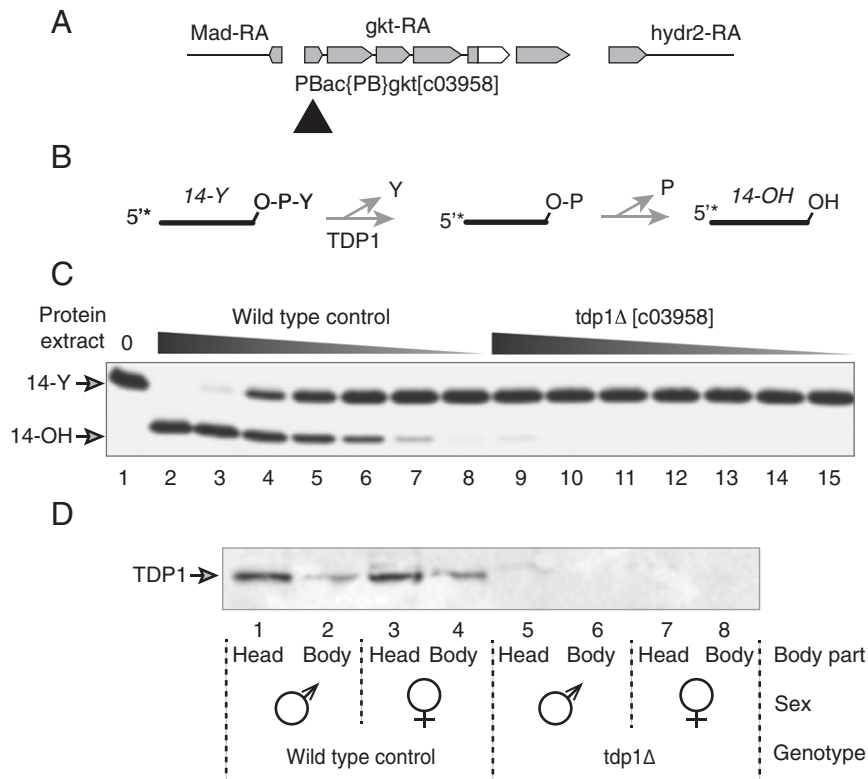 A
Mad-RA gkt-RA hydr2-RA
PBac{PB}gkt[c03958]
B
14-Y O-P-Y Y O-P P 14-OH OH
5'* TDP1 5'* 5'*
C
Protein extract 0 Wild type control tdp1Δ [c03958]
14-Y
14-OH
1 2 3 4 5 6 7 8 9 10 11 12 13 14 15
D
TDP1
1 2 3 4 5 6 7 8
Head Body Head Body Head Body Head Body Body part
♂ ♀ ♂ ♀ Sex
Wild type control tdp1Δ Genotype